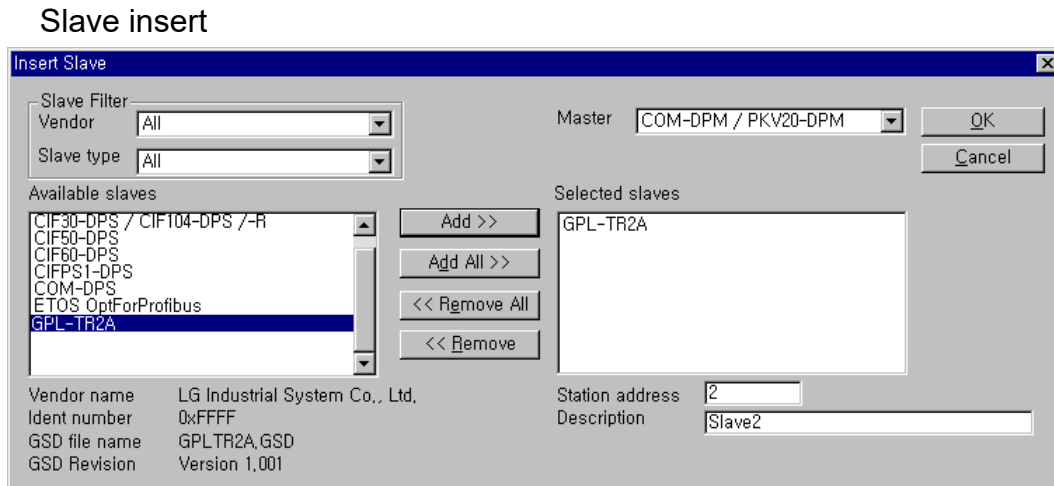 Slave insert
Insert Slave
Slave Filter
Vendor All
Slave type All
Master COM-DPM / PKV20-DPM
OK
Cancel
Available slaves
CIF30-DPS / CIF104-DPS /-R
CIF50-DPS
CIF60-DPS
CIFPS1-DPS
COM-DPS
ETOS OptForProfibus
GPL-TR2A
Add >>
Add All >>
<< Remove All
<< Remove
Selected slaves
GPL-TR2A
Vendor name LG Industrial System Co., Ltd.
Ident number 0xFFFF
GSD file name GPLTR2A.GSD
GSD Revision Version 1.001
Station address 2
Description Slave2